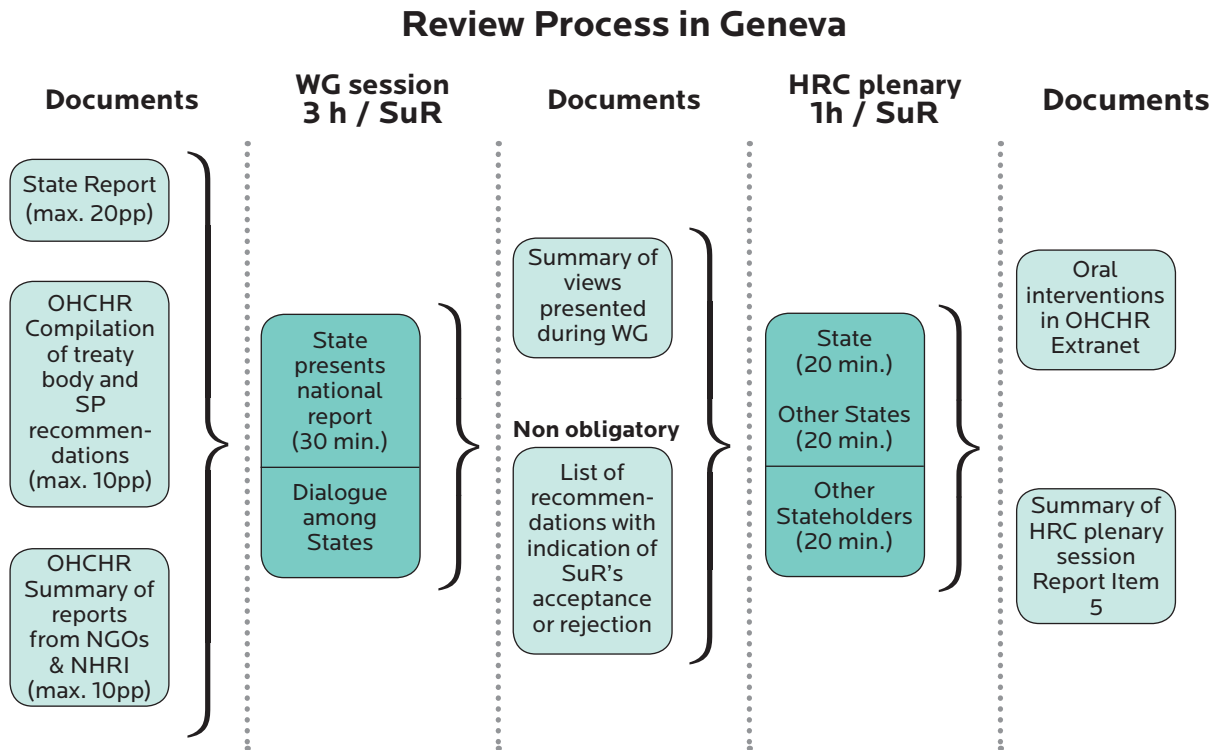 Review Process in Geneva
Documents
State Report
(max. 20pp)
OHCHR
Compilation
of treaty
body and
SP
recommen-
dations
(max. 10pp)
OHCHR
Summary of
reports
from NGOs
& NHRI
(max. 10pp)
WG session
3 h / SuR
State
presents
national
report
(30 min.)
Dialogue
among
States
Documents
Summary of
views
presented
during WG
Non obligatory
List of
recommen-
dations with
indication of
SuR’s
acceptance
or rejection
HRC plenary
1h / SuR
State
(20 min.)
Other States
(20 min.)
Other
Stateholders
(20 min.)
Documents
Oral
interventions
in OHCHR
Extranet
Summary of
HRC plenary
session
Report Item
5